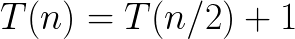 T(n) = T(n/2) + 1